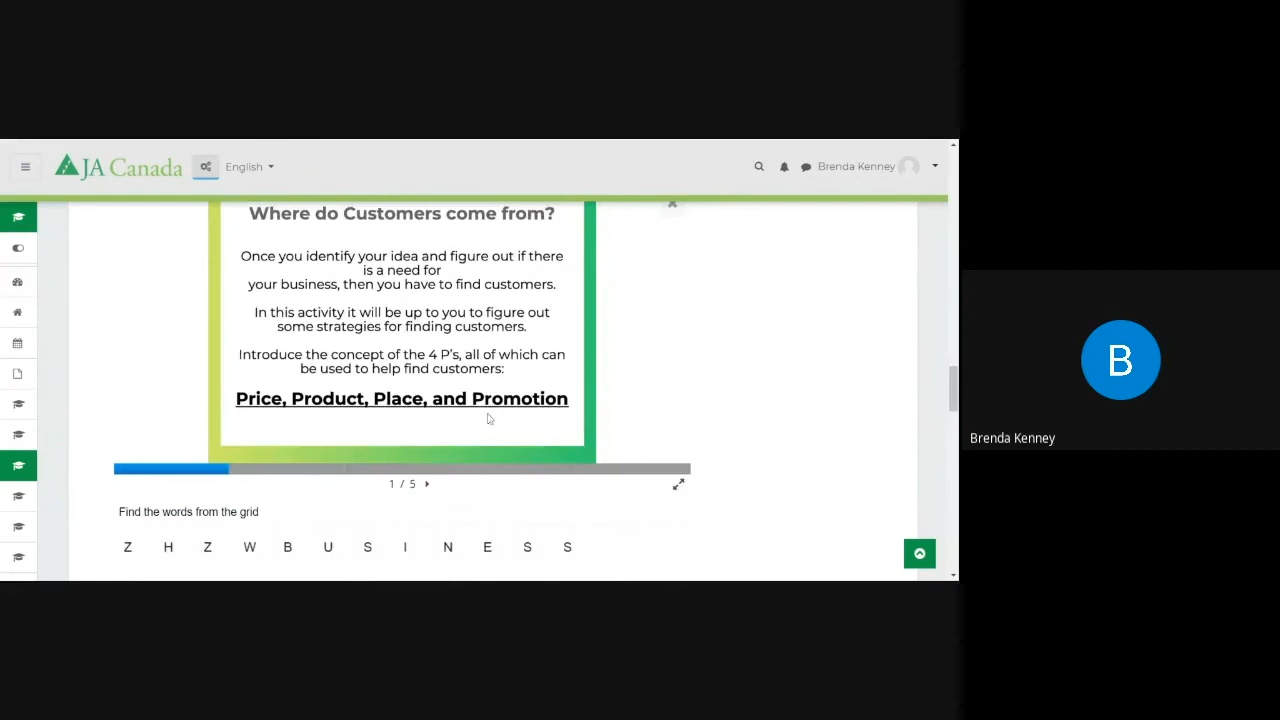 JA Canada
English
Brenda Kenney
Where do Customers come from?
Once you identify your idea and figure out if there
is a need for
your business, then you have to find customers.
In this activity it will be up to you to figure out
some strategies for finding customers.
Introduce the concept of the 4 P's, all of which can
be used to help find customers:
Price, Product, Place, and Promotion
1 / 5
Find the words from the grid
Z H Z W B U S I N E S S
B
Brenda Kenney